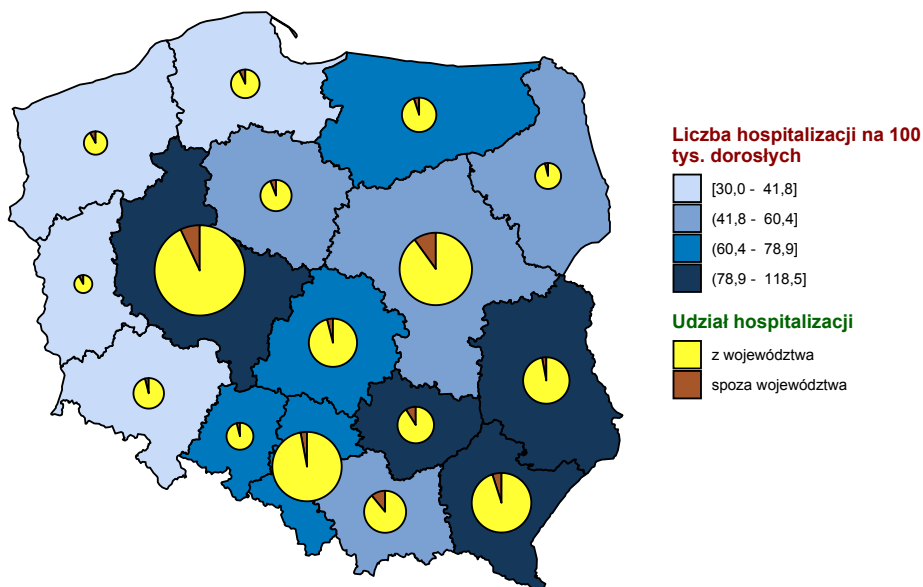 Liczba hospitalizacji na 100
tys. dorosłych
[30,0 - 41,8]
(41,8 - 60,4]
(60,4 - 78,9]
(78,9 - 118,5]
Udział hospitalizacji
z województwa
spoza województwa